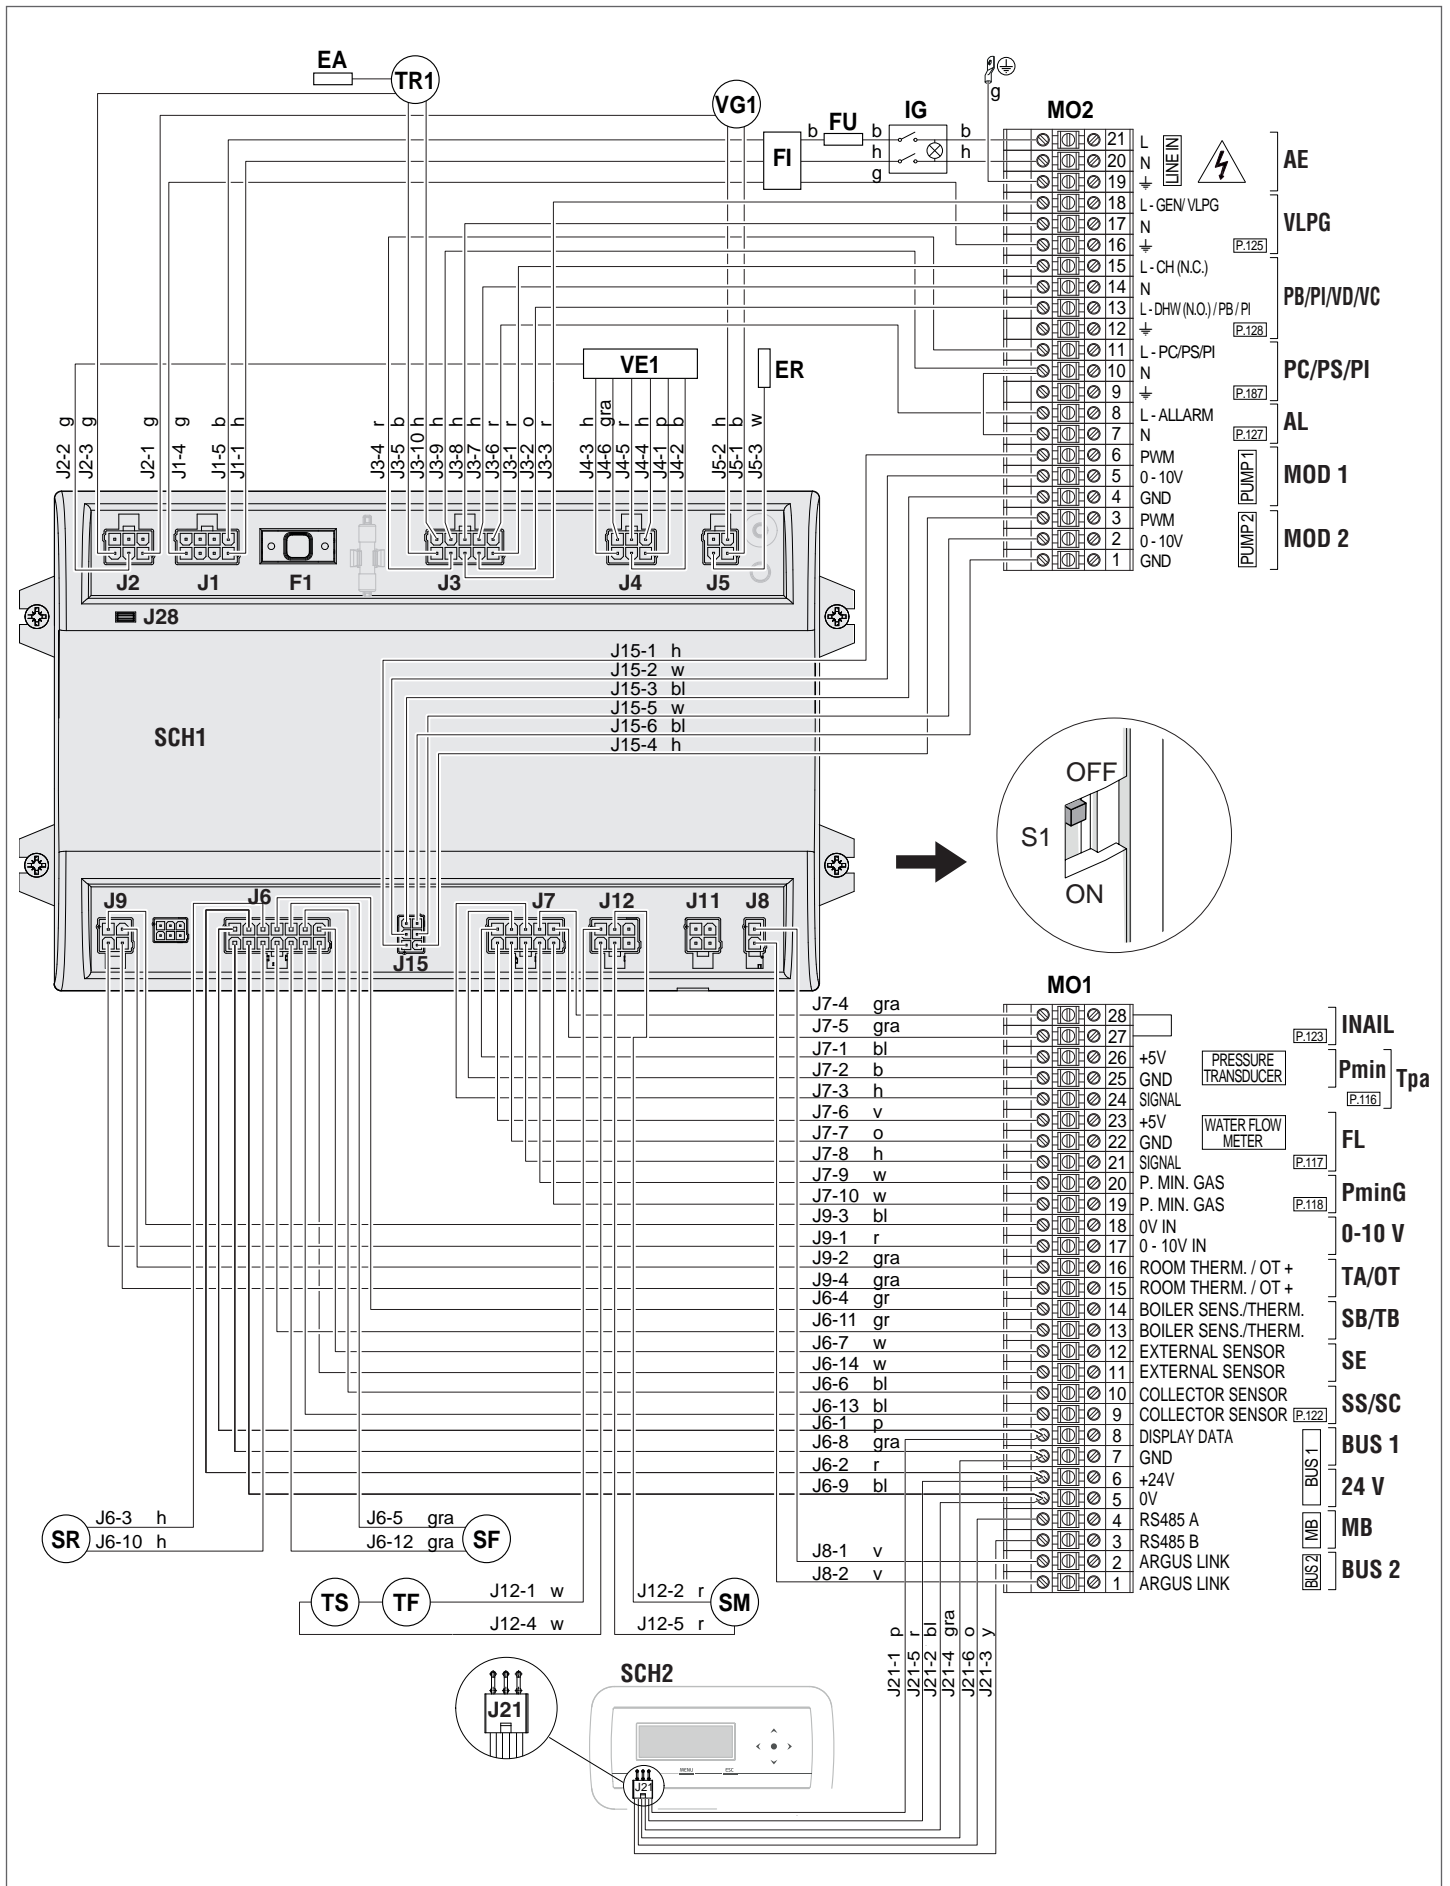 EA
TR1
VG1
FI
b
FU
b
IG
b
h
h
g
g
MO2
21 L
20 N
19
LINE IN
AE
18 L - GEN/ VLPG
17 N
16
P.125
VLPG
15 L - CH (N.C.)
14 N
13 L - DHW (N.O.) / PB / PI
12
P.128
PB/PI/VD/VC
11 L - PC/PS/PI
10 N
9
P.187
PC/PS/PI
8 L - ALLARM
7 N
P.127
AL
6 PWM
5 0 - 10V
4 GND
PUMP 1
MOD 1
3 PWM
2 0 - 10V
1 GND
PUMP 2
MOD 2
VE1
ER
J2-2 g
J2-3 g
J2-1 g
J1-4 g
J1-5 b
J1-1 h
J3-4 r
J3-5 b
J3-10 h
J3-9 h
J3-8 h
J3-7 h
J3-6 r
J3-1 r
J3-2 o
J3-3 r
J4-3 h
J4-6 gra
J4-5 r
J4-4 h
J4-1 p
J4-2 b
J5-2 h
J5-1 b
J5-3 w
J2
J1
F1
J3
J4
J5
J28
J15-1 h
J15-2 w
J15-3 bl
J15-5 w
J15-6 bl
J15-4 h
SCH1
OFF
S1
ON
J9
J6
J15
J7
J12
J11
J8
MO1
J7-4 gra
28
J7-5 gra
27
P.123
INAIL
J7-1 bl
26 +5V
J7-2 b
25 GND
J7-3 h
24 SIGNAL
PRESSURE
TRANSDUCER
Pmin
P.116
Tpa
J7-6 v
23 +5V
J7-7 o
22 GND
J7-8 h
21 SIGNAL
WATER FLOW
METER
P.117
FL
J7-9 w
20 P. MIN. GAS
J7-10 w
19 P. MIN. GAS
P.118
PminG
J9-3 bl
18 0V IN
J9-1 r
17 0 - 10V IN
0-10 V
J9-2 gra
16 ROOM THERM. / OT +
J9-4 gra
15 ROOM THERM. / OT +
TA/OT
J6-4 gr
14 BOILER SENS./THERM.
J6-11 gr
13 BOILER SENS./THERM.
SB/TB
J6-7 w
12 EXTERNAL SENSOR
J6-14 w
11 EXTERNAL SENSOR
SE
J6-6 bl
10 COLLECTOR SENSOR
J6-13 bl
9 COLLECTOR SENSOR
P.122
SS/SC
J6-1 p
8 DISPLAY DATA
J6-8 gra
7 GND
BUS 1
BUS 1
J6-2 r
6 +24V
J6-9 bl
5 0V
24 V
4 RS485 A
3 RS485 B
MB
MB
J8-1 v
2 ARGUS LINK
J8-2 v
1 ARGUS LINK
BUS 2
BUS 2
SR
J6-3 h
J6-10 h
J6-5 gra
J6-12 gra
SF
TS
TF
J12-1 w
J12-4 w
J12-2 r
J12-5 r
SM
J21-1 p
J21-5 r
J21-2 bl
J21-4 gra
J21-6 o
J21-3 y
SCH2
J21
MENU
ESC
J21